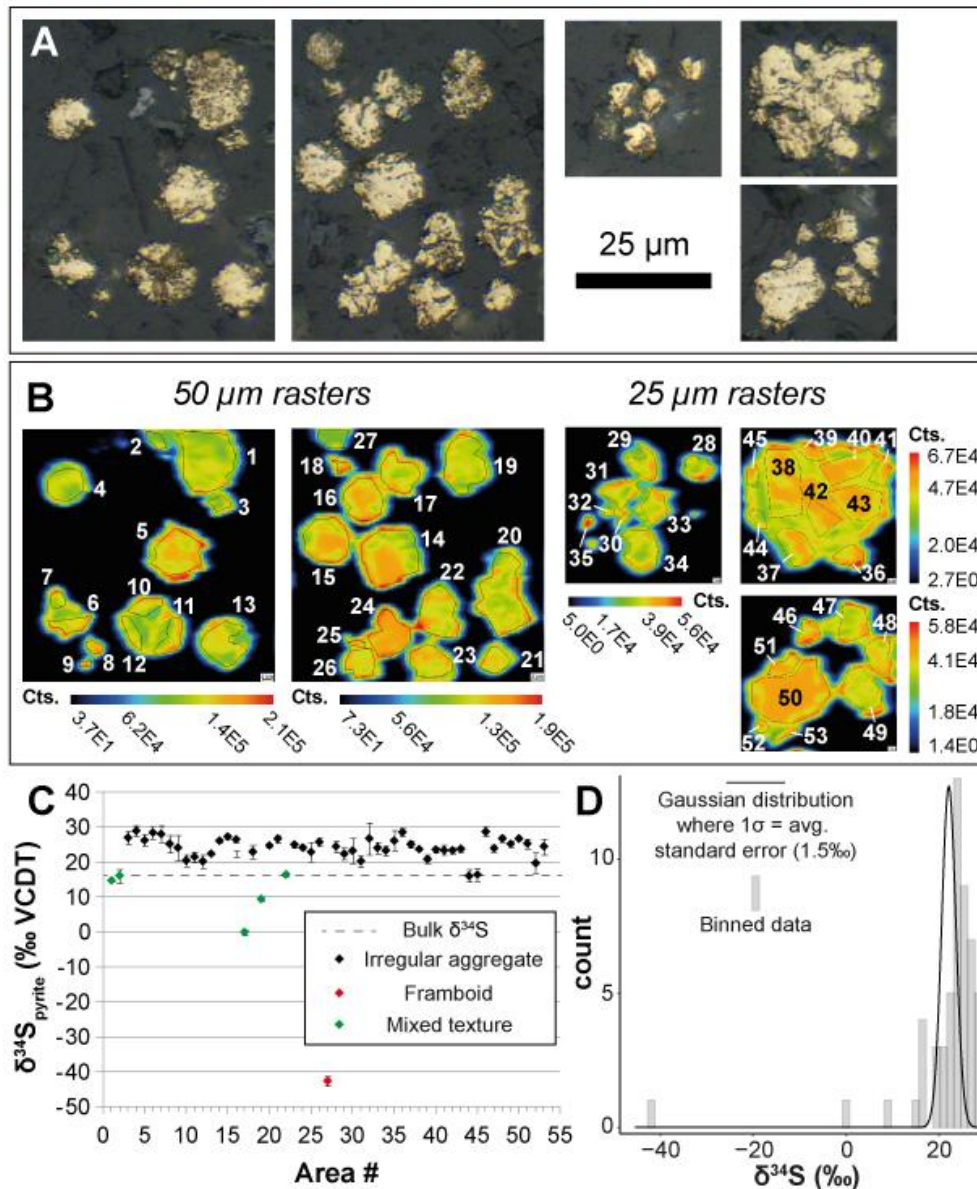 A
25 µm
B
50 µm rasters
25 µm rasters
2
1
3
4
5
7
6
10
11
13
9
8
12
27
18
19
16
17
14
15
20
24
22
25
26
23
21
29
28
31
32
33
35
30
34
45
39
40
41
38
42
43
44
37
36
46
47
48
51
50
49
52
53
Cts.
6.7E4
4.7E4
2.0E4
2.7E0
Cts.
5.0E0
1.7E4
3.9E4
5.6E4
5.8E4
4.1E4
1.8E4
1.4E0
Cts.
3.7E1
6.2E4
1.4E5
2.1E5
Cts.
7.3E1
5.6E4
1.3E5
1.9E5
C
δ³⁴S pyrite (‰ VCDT)
40
30
20
10
0
-10
-20
-30
-40
-50
Bulk δ³⁴S
Irregular aggregate
Framboid
Mixed texture
0 5 10 15 20 25 30 35 40 45 50 55
Area #
D
Gaussian distribution
where 1σ = avg.
standard error (1.5‰)
Binned data
count
10
5
0
−40 −20 0 20
δ³⁴S (‰)